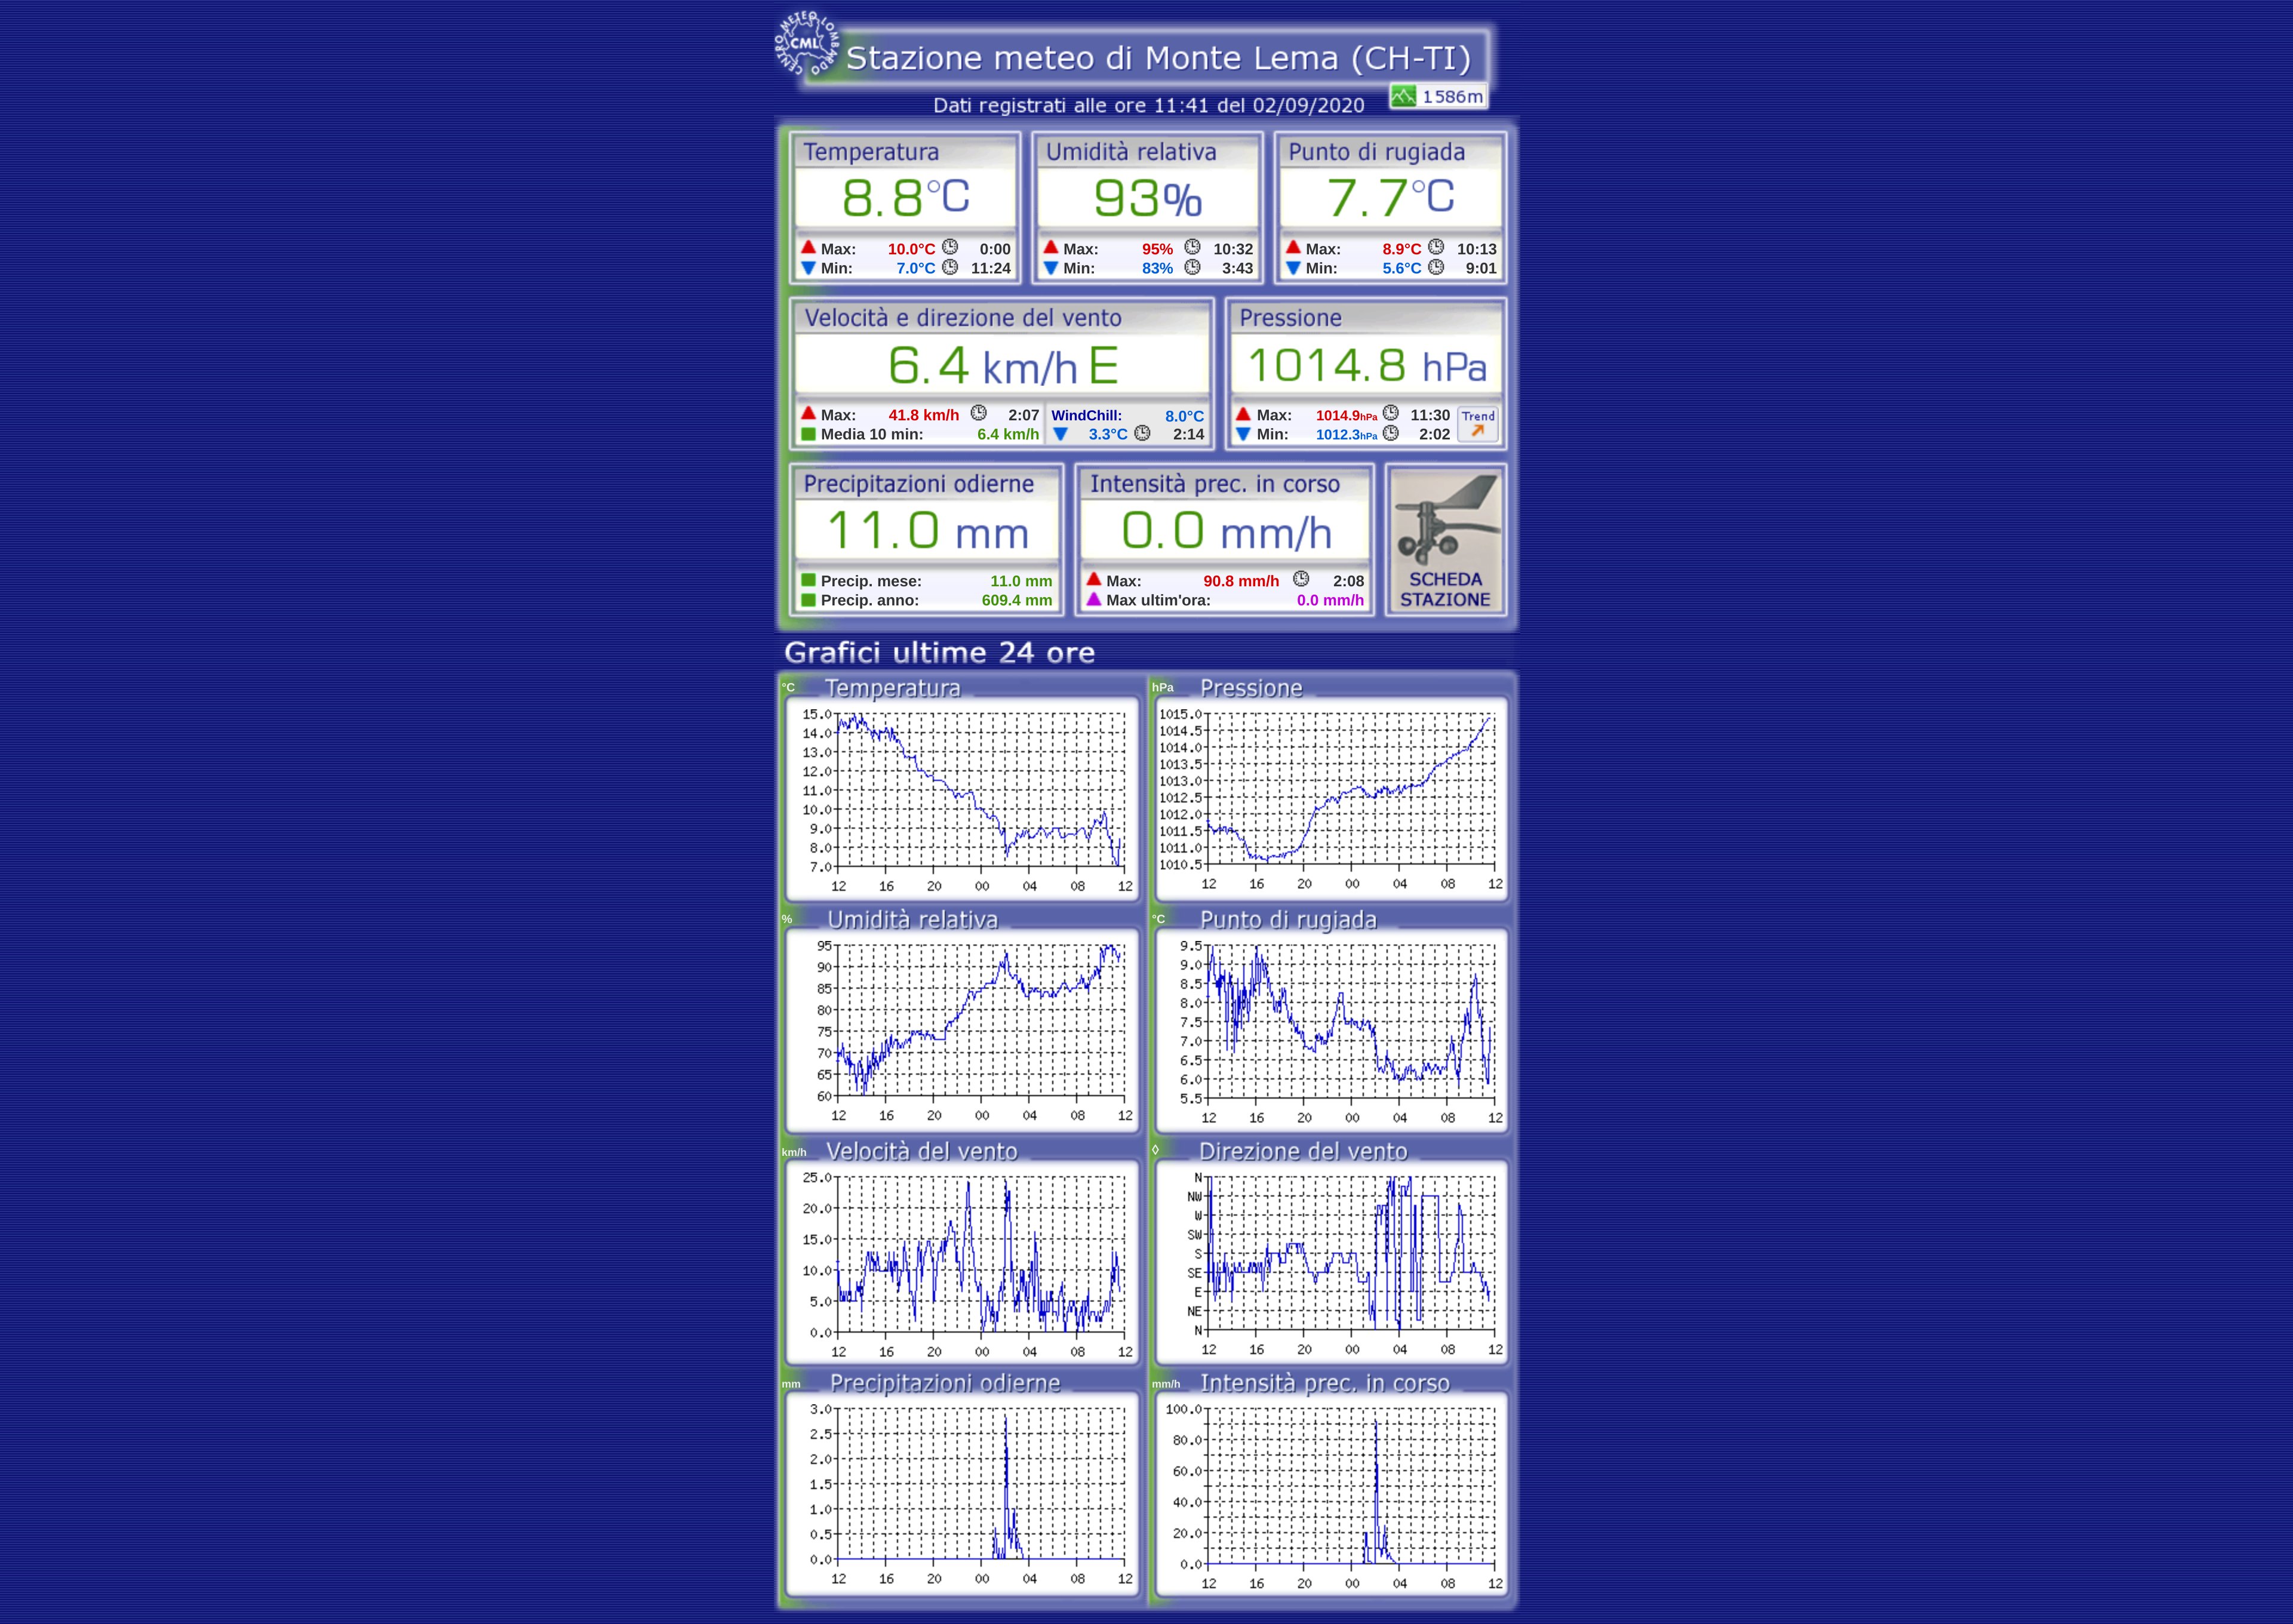 CENTRO METEO LOMBARDO
CML
Stazione meteo di Monte Lema (CH-TI)
Dati registrati alle ore 11:41 del 02/09/2020
1586m
Temperatura
8.8°C
Max: 10.0°C 0:00
Min: 7.0°C 11:24
Umidità relativa
93%
Max: 95% 10:32
Min: 83% 3:43
Punto di rugiada
7.7°C
Max: 8.9°C 10:13
Min: 5.6°C 9:01
Velocità e direzione del vento
6.4 km/h E
Max: 41.8 km/h 2:07
Media 10 min: 6.4 km/h
WindChill: 8.0°C
3.3°C 2:14
Pressione
1014.8 hPa
Max: 1014.9hPa 11:30
Min: 1012.3hPa 2:02
Trend
Precipitazioni odierne
11.0 mm
Precip. mese: 11.0 mm
Precip. anno: 609.4 mm
Intensità prec. in corso
0.0 mm/h
Max: 90.8 mm/h 2:08
Max ultim'ora: 0.0 mm/h
SCHEDA
STAZIONE
Grafici ultime 24 ore
°C Temperatura
15.0
14.0
13.0
12.0
11.0
10.0
9.0
8.0
7.0
12 16 20 00 04 08 12
hPa Pressione
1015.0
1014.5
1014.0
1013.5
1013.0
1012.5
1012.0
1011.5
1011.0
1010.5
12 16 20 00 04 08 12
% Umidità relativa
95
90
85
80
75
70
65
60
12 16 20 00 04 08 12
°C Punto di rugiada
9.5
9.0
8.5
8.0
7.5
7.0
6.5
6.0
5.5
12 16 20 00 04 08 12
km/h Velocità del vento
25.0
20.0
15.0
10.0
5.0
0.0
12 16 20 00 04 08 12
◊ Direzione del vento
N
NW
W
SW
S
SE
E
NE
N
12 16 20 00 04 08 12
mm Precipitazioni odierne
3.0
2.5
2.0
1.5
1.0
0.5
0.0
12 16 20 00 04 08 12
mm/h Intensità prec. in corso
100.0
80.0
60.0
40.0
20.0
0.0
12 16 20 00 04 08 12